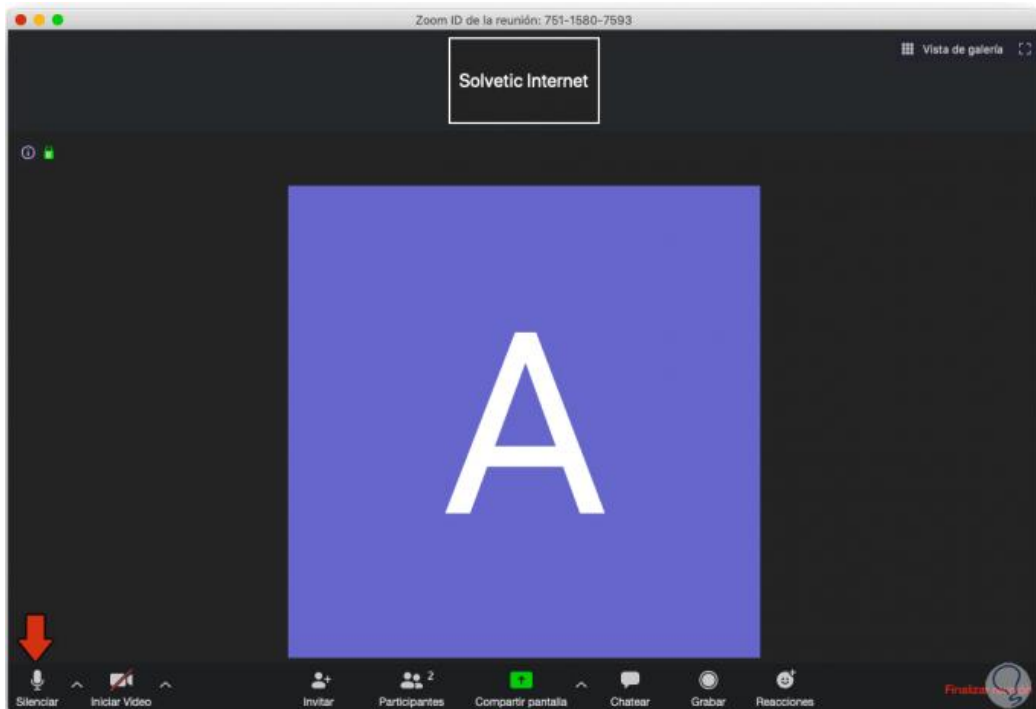 Zoom ID de la reunión: 751-1580-7593
Vista de galería
Solvetic Internet
A
2
Silenciar
Iniciar Video
Invitar
Participantes
Compartir pantalla
Chatear
Grabar
Reacciones